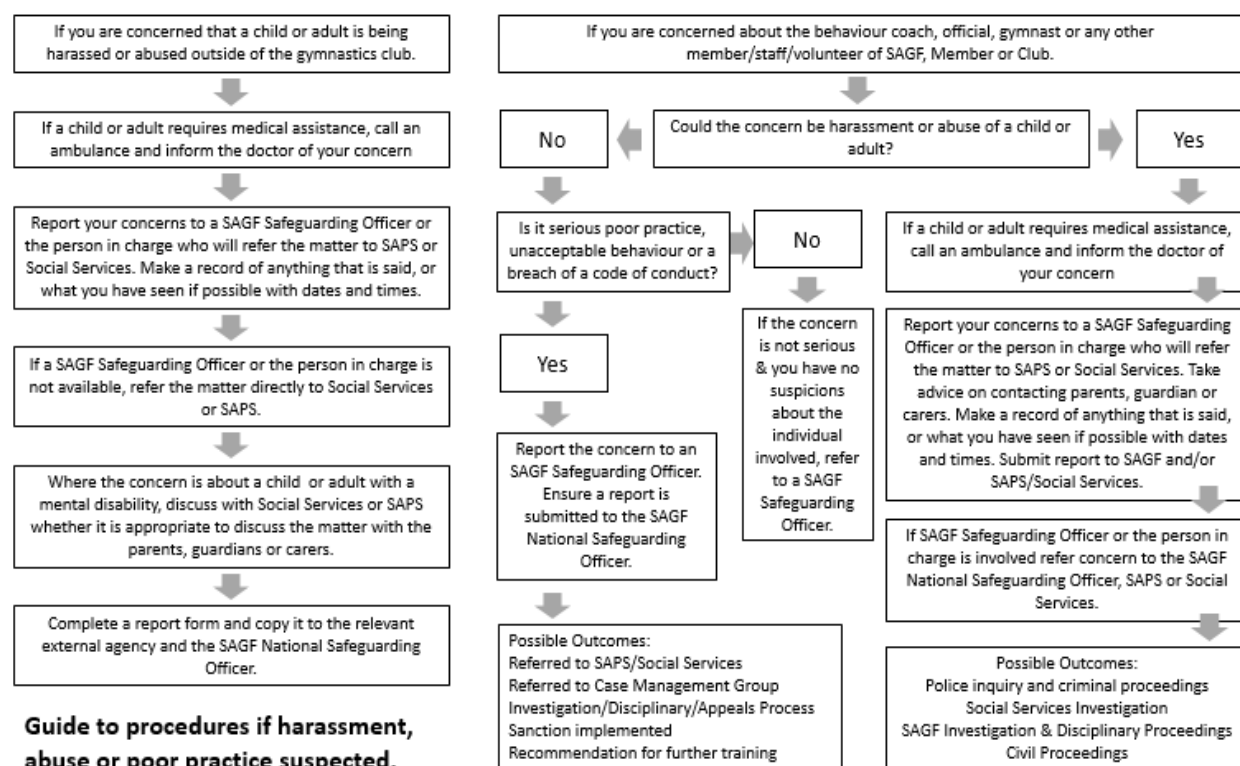 If you are concerned that a child or adult is being
harassed or abused outside of the gymnastics club.
If a child or adult requires medical assistance, call an
ambulance and inform the doctor of your concern
Report your concerns to a SAGF Safeguarding Officer or
the person in charge who will refer the matter to SAPS or
Social Services. Make a record of anything that is said, or
what you have seen if possible with dates and times.
If a SAGF Safeguarding Officer or the person in charge is
not available, refer the matter directly to Social Services
or SAPS.
Where the concern is about a child or adult with a
mental disability, discuss with Social Services or SAPS
whether it is appropriate to discuss the matter with the
parents, guardians or carers.
Complete a report form and copy it to the relevant
external agency and the SAGF National Safeguarding
Officer.
Guide to procedures if harassment,
abuse or poor practice suspected.
If you are concerned about the behaviour coach, official, gymnast or any other
member/staff/volunteer of SAGF, Member or Club.
No
Could the concern be harassment or abuse of a child or
adult?
Yes
Is it serious poor practice,
unacceptable behaviour or a
breach of a code of conduct?
No
Yes
If the concern
is not serious
& you have no
suspicions
about the
individual
involved, refer
to a SAGF
Safeguarding
Officer.
Report the concern to an
SAGF Safeguarding Officer.
Ensure a report is
submitted to the SAGF
National Safeguarding
Officer.
Possible Outcomes:
Referred to SAPS/Social Services
Referred to Case Management Group
Investigation/Disciplinary/Appeals Process
Sanction implemented
Recommendation for further training
If a child or adult requires medical assistance,
call an ambulance and inform the doctor of
your concern
Report your concerns to a SAGF Safeguarding
Officer or the person in charge who will refer
the matter to SAPS or Social Services. Take
advice on contacting parents, guardian or
carers. Make a record of anything that is said,
or what you have seen if possible with dates
and times. Submit report to SAGF and/or
SAPS/Social Services.
If SAGF Safeguarding Officer or the person in
charge is involved refer concern to the SAGF
National Safeguarding Officer, SAPS or Social
Services.
Possible Outcomes:
Police inquiry and criminal proceedings
Social Services Investigation
SAGF Investigation & Disciplinary Proceedings
Civil Proceedings